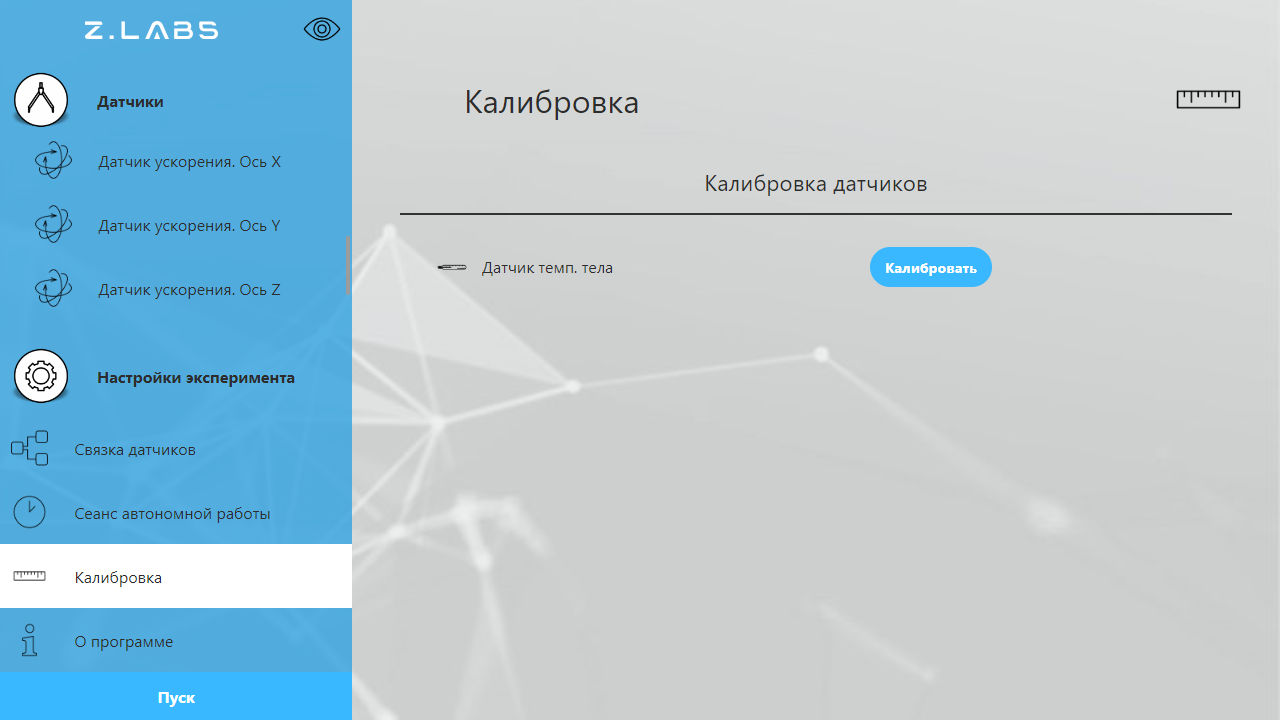 Z.LABS
Датчики
Датчик ускорения. Ось X
Датчик ускорения. Ось Y
Датчик ускорения. Ось Z
Настройки эксперимента
Связка датчиков
Сеанс автономной работы
Калибровка
О программе
Пуск
Калибровка
Калибровка датчиков
Датчик темп. тела
Калибровать